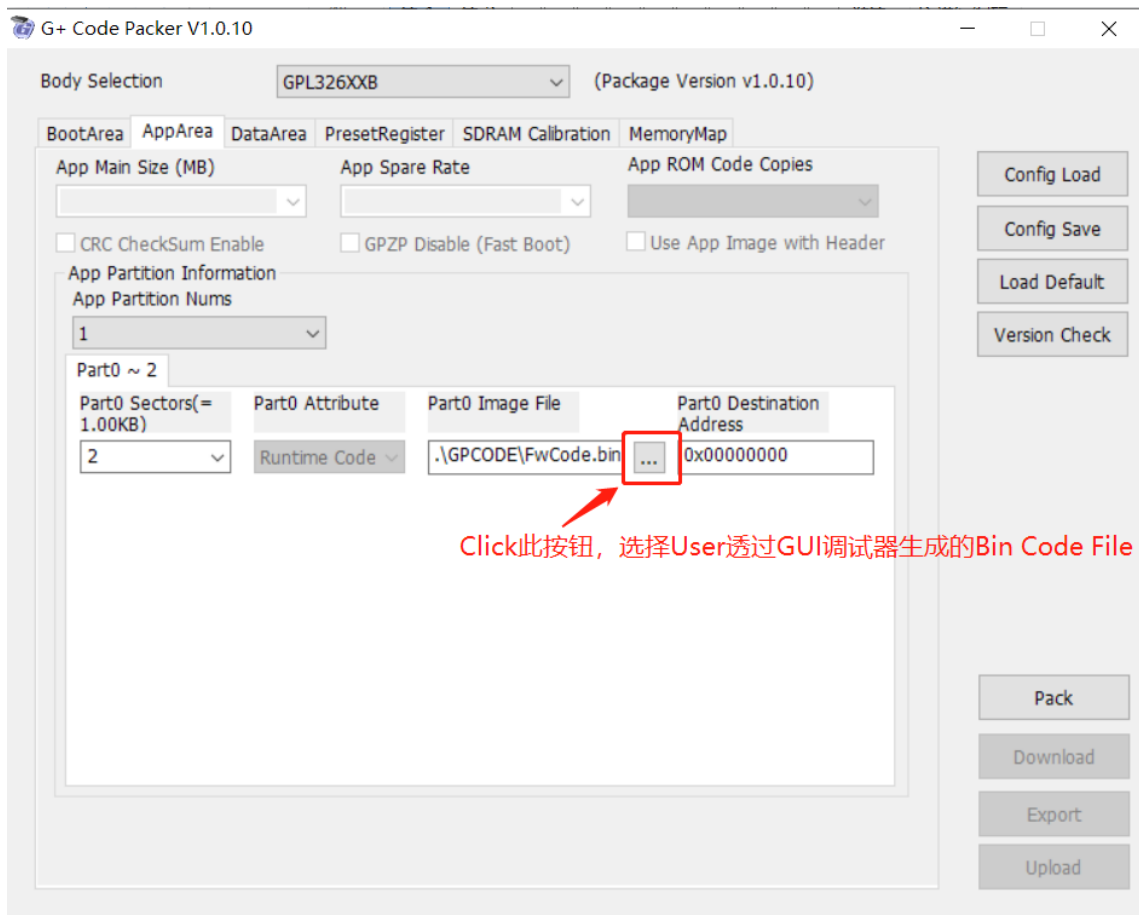 G+ Code Packer V1.0.10
Body Selection
GPL326XXB
(Package Version v1.0.10)
BootArea
AppArea
DataArea
PresetRegister
SDRAM Calibration
MemoryMap
App Main Size (MB)
App Spare Rate
App ROM Code Copies
CRC CheckSum Enable
GPZP Disable (Fast Boot)
Use App Image with Header
App Partition Information
App Partition Nums
1
Part0 ~ 2
Part0 Sectors(=
1.00KB)
Part0 Attribute
Part0 Image File
Part0 Destination
Address
2
Runtime Code
.\GPCODE\FwCode.bin
...
0x00000000
Click此按钮，选择User透过GUI调试器生成的Bin Code File
Config Load
Config Save
Load Default
Version Check
Pack
Download
Export
Upload